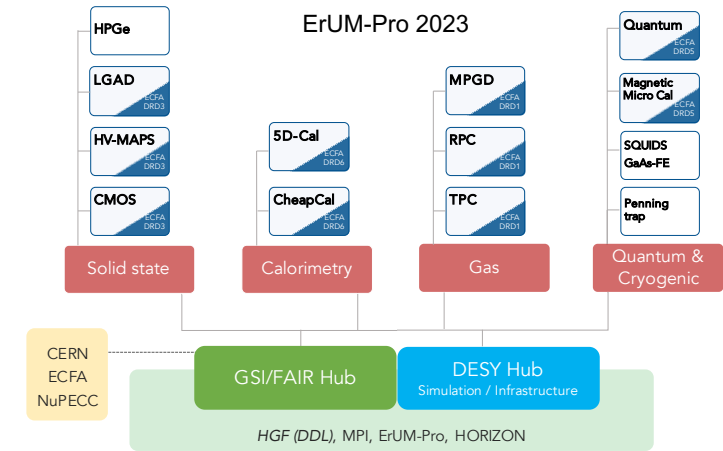 ErUM-Pro 2023
HPGe
LGAD
ECFA
DRD3
HV-MAPS
ECFA
DRD3
CMOS
ECFA
DRD3
Solid state
5D-Cal
ECFA
DRD6
CheapCal
ECFA
DRD6
Calorimetry
MPGD
ECFA
DRD1
RPC
ECFA
DRD1
TPC
ECFA
DRD1
Gas
Quantum
ECFA
DRD5
Magnetic
Micro Cal
ECFA
DRD5
SQUIDS
GaAs-FE
Penning
trap
Quantum &
Cryogenic
CERN
ECFA
NuPECC
GSI/FAIR Hub
DESY Hub
Simulation / Infrastructure
HGF (DDL), MPI, ErUM-Pro, HORIZON